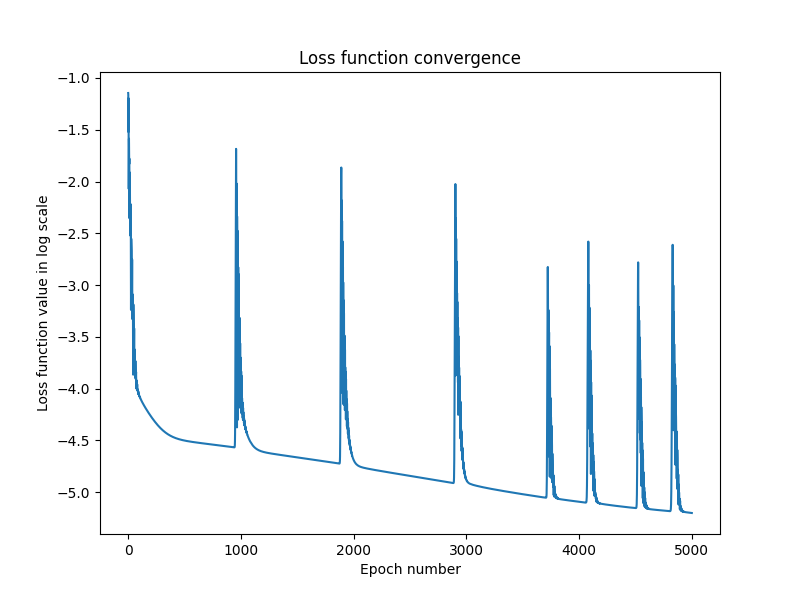 Loss function convergence
−1.0
−1.5
−2.0
−2.5
−3.0
−3.5
−4.0
−4.5
−5.0
Loss function value in log scale
0 1000 2000 3000 4000 5000
Epoch number